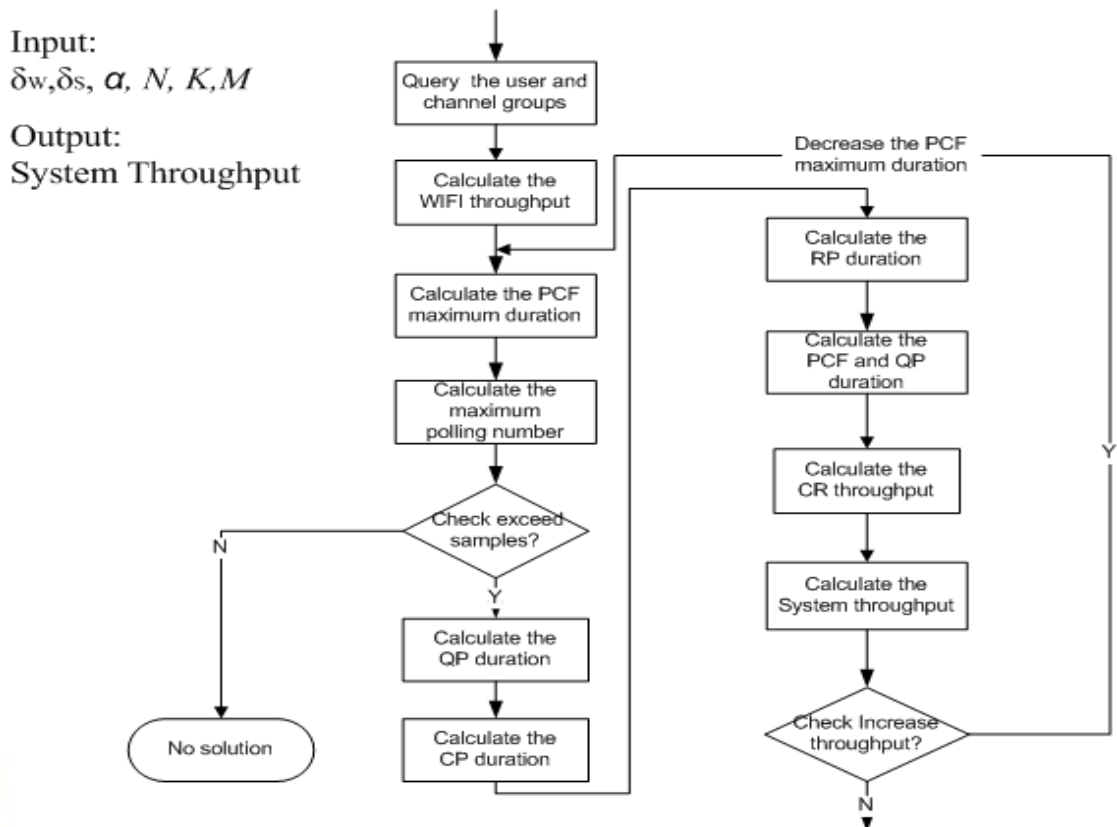 Input:
δw,δs, α, N, K,M
Output:
System Throughput
Query the user and
channel groups
Calculate the
WIFI throughput
Calculate the PCF
maximum duration
Calculate the
maximum
polling number
Check exceed
samples?
N
Y
No solution
Calculate the
QP duration
Calculate the
CP duration
Decrease the PCF
maximum duration
Calculate the
RP duration
Calculate the
PCF and QP
duration
Calculate the
CR throughput
Calculate the
System throughput
Check Increase
throughput?
Y
N